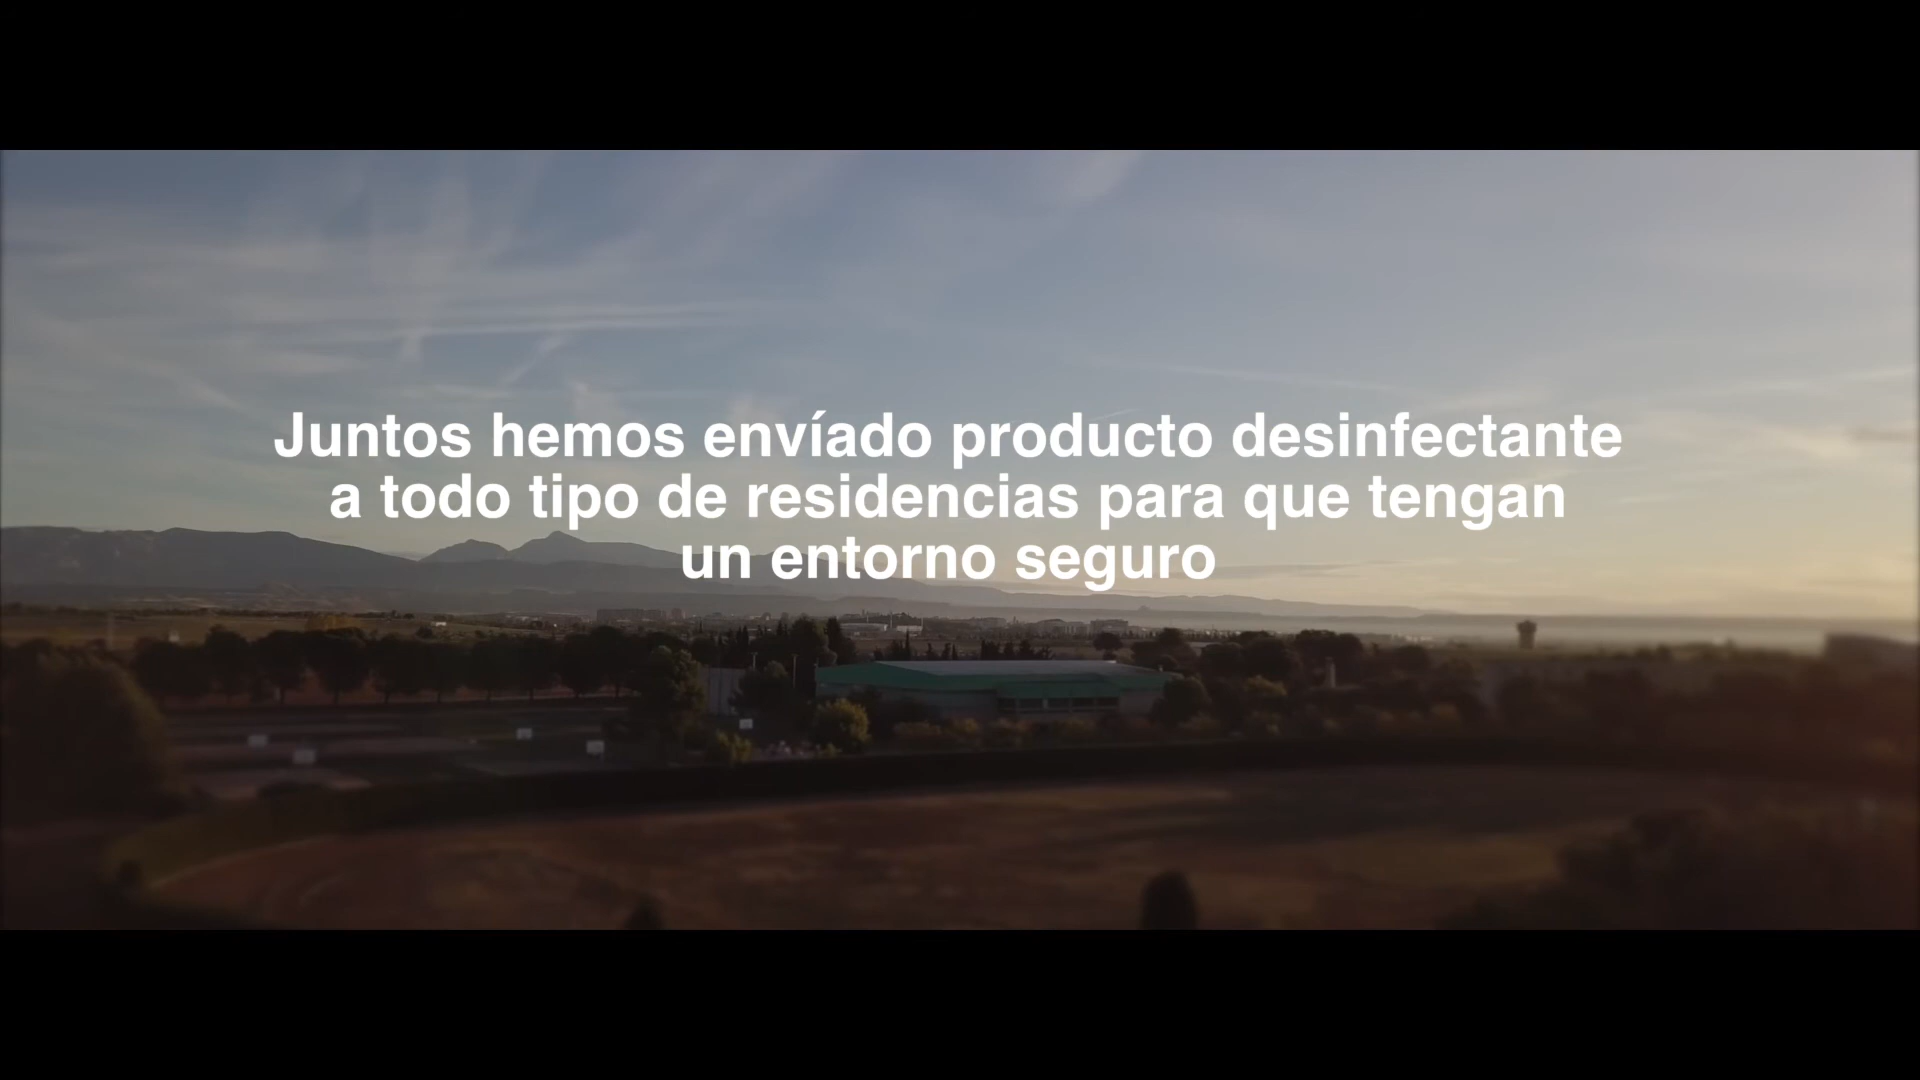 Juntos hemos envíado producto desinfectante
a todo tipo de residencias para que tengan
un entorno seguro